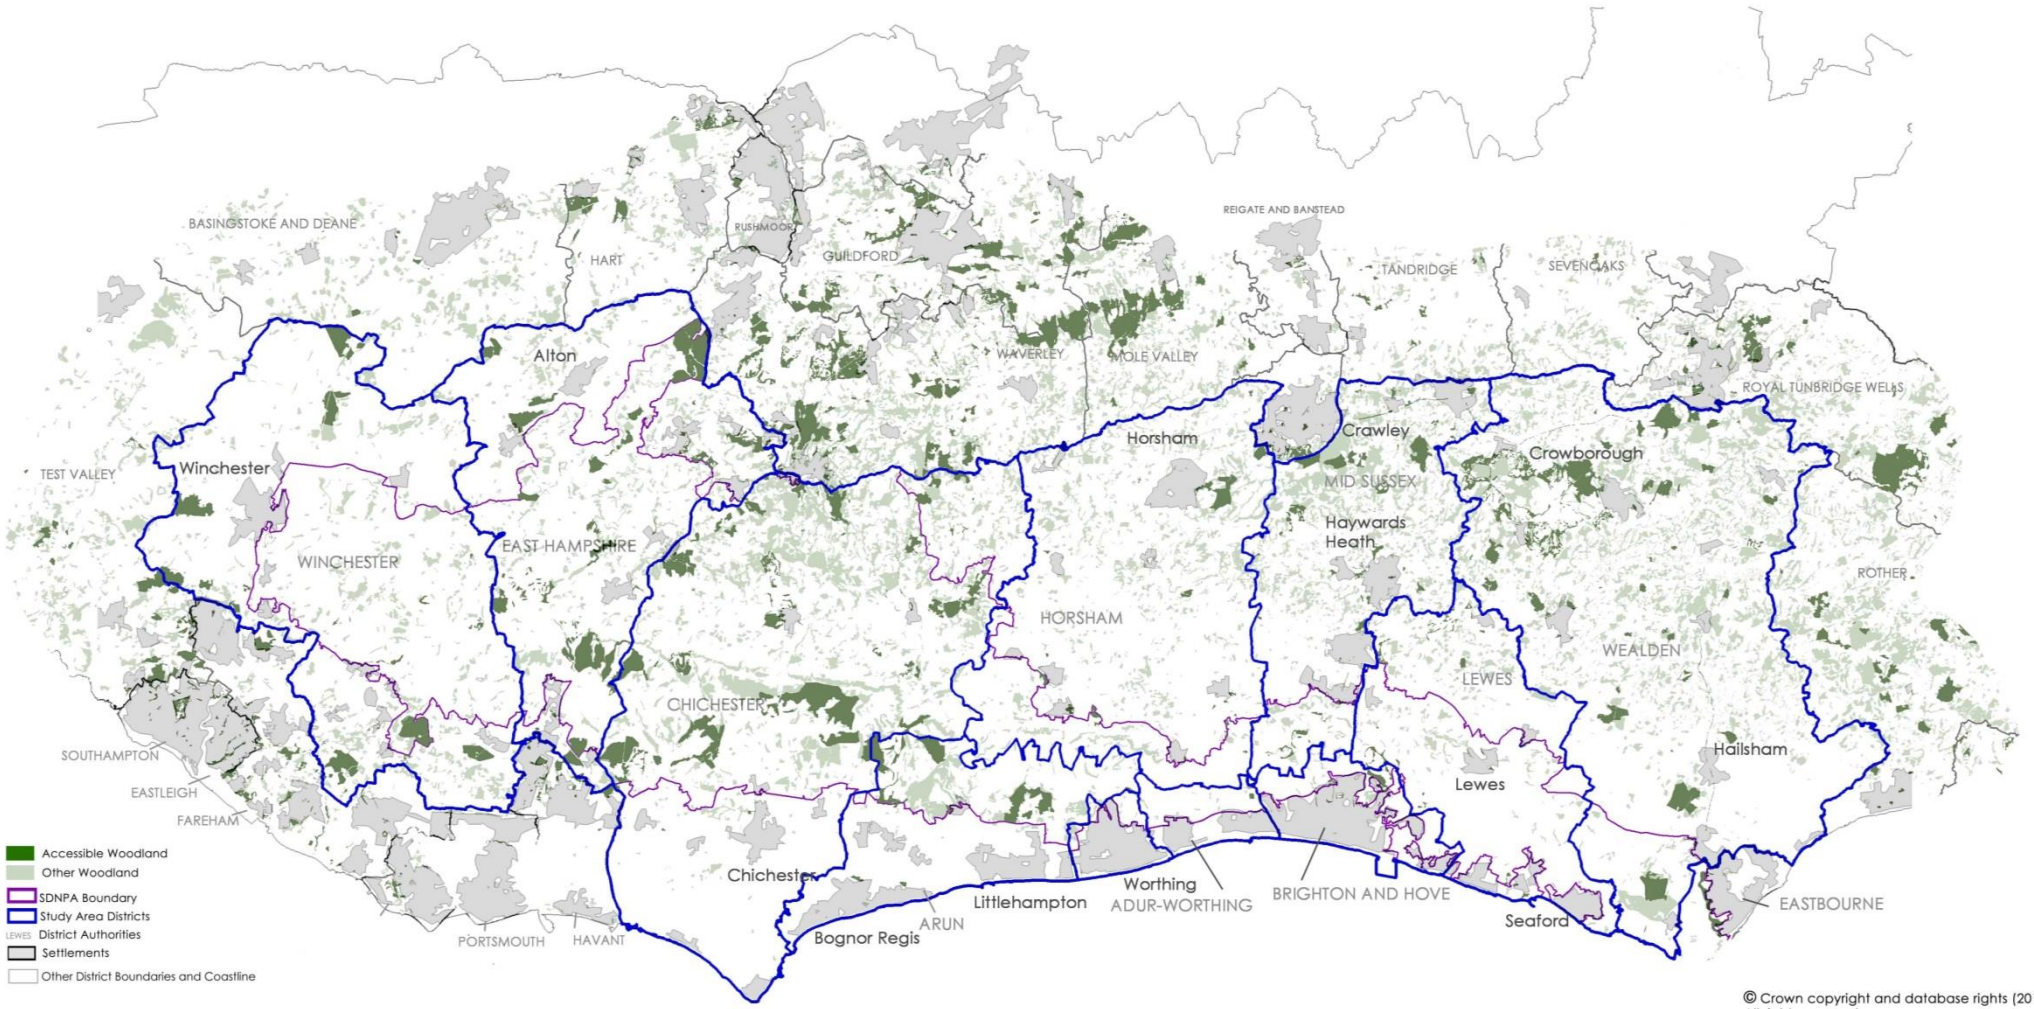 REIGATE AND BANSTEAD
BASINGSTOKE AND DEANE
RUSHMOOR
HART
GUILDFORD
TANDRIDGE
SEVENOAKS
Alton
WAVERLEY
MOLE VALLEY
ROYAL TUNBRIDGE WELLS
Horsham
Crawley
Crowborough
TEST VALLEY
Winchester
MID SUSSEX
Haywards
Heath
WINCHESTER
EAST HAMPSHIRE
ROTHER
HORSHAM
WEALDEN
LEWES
CHICHESTER
SOUTHAMPTON
Hailsham
EASTLEIGH
Lewes
FAREHAM
Accessible Woodland
Other Woodland
SDNPA Boundary
Study Area Districts
LEWES District Authorities
Settlements
Other District Boundaries and Coastline
Chichester
Worthing
ADUR-WORTHING
BRIGHTON AND HOVE
Littlehampton
EASTBOURNE
Seaford
ARUN
Bognor Regis
PORTSMOUTH
HAVANT
© Crown copyright and database rights (20